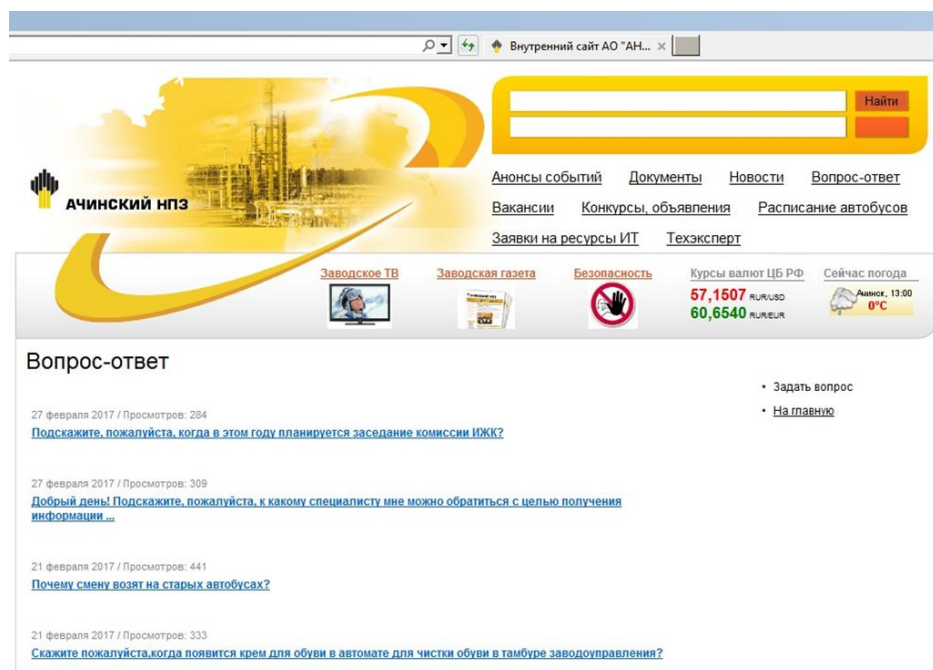 Внутренний сайт АО "АН...
Найти
АЧИНСКИЙ НПЗ
Анонсы событий Документы Новости Вопрос-ответ
Вакансии Конкурсы, объявления Расписание автобусов
Заявки на ресурсы ИТ Техэксперт
Заводское ТВ Заводская газета Безопасность Курсы валют ЦБ РФ Сейчас погода
57,1507 RUR/USD
60,6540 RUR/EUR
Ачинск, 13:00
0°C
Вопрос-ответ
• Задать вопрос
• На главную
27 февраля 2017 / Просмотров: 284
Подскажите, пожалуйста, когда в этом году планируется заседание комиссии ИЖК?
27 февраля 2017 / Просмотров: 309
Добрый день! Подскажите, пожалуйста, к какому специалисту мне можно обратиться с целью получения
информации ...
21 февраля 2017 / Просмотров: 441
Почему смену возят на старых автобусах?
21 февраля 2017 / Просмотров: 333
Скажите пожалуйста,когда появится крем для обуви в автомате для чистки обуви в тамбуре заводоуправления?